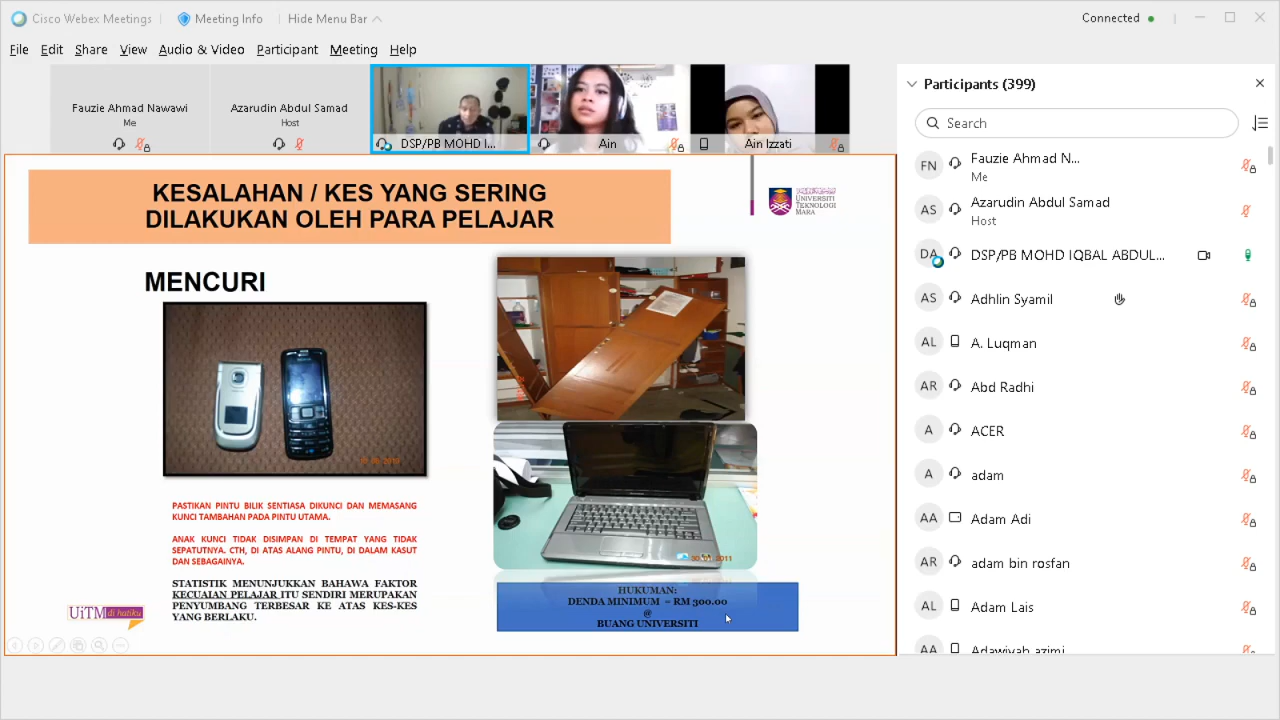 Cisco Webex Meetings
Meeting Info
Hide Menu Bar
Connected
File Edit Share View Audio & Video Participant Meeting Help
Fauzie Ahmad Nawawi
Me
Azarudin Abdul Samad
Host
DSP/PB MOHD I...
Ain
Ain Izzati
KESALAHAN / KES YANG SERING
DILAKUKAN OLEH PARA PELAJAR
UNIVERSITI
TEKNOLOGI
MARA
MENCURI
PASTIKAN PINTU BILIK SENTIASA DIKUNCI DAN MEMASANG
KUNCI TAMBAHAN PADA PINTU UTAMA.
ANAK KUNCI TIDAK DISIMPAN DI TEMPAT YANG TIDAK
SEPATUTNYA. CTH, DI ATAS ALANG PINTU, DI DALAM KASUT
DAN SEBAGAINYA.
STATISTIK MENUNJUKKAN BAHAWA FAKTOR
KECUAIAN PELAJAR ITU SENDIRI MERUPAKAN
PENYUMBANG TERBESAR KE ATAS KES-KES
YANG BERLAKU.
UiTM di hatiku
HUKUMAN:
DENDA MINIMUM = RM 300.00
@
BUANG UNIVERSITI
Participants (399)
Search
FN Fauzie Ahmad N...
Me
AS Azarudin Abdul Samad
Host
DA DSP/PB MOHD IQBAL ABDUL...
AS Adhlin Syamil
AL A. Luqman
AR Abd Radhi
A ACER
A adam
AA Adam Adi
AR adam bin rosfan
AL Adam Lais
AA Adawiyah azimi